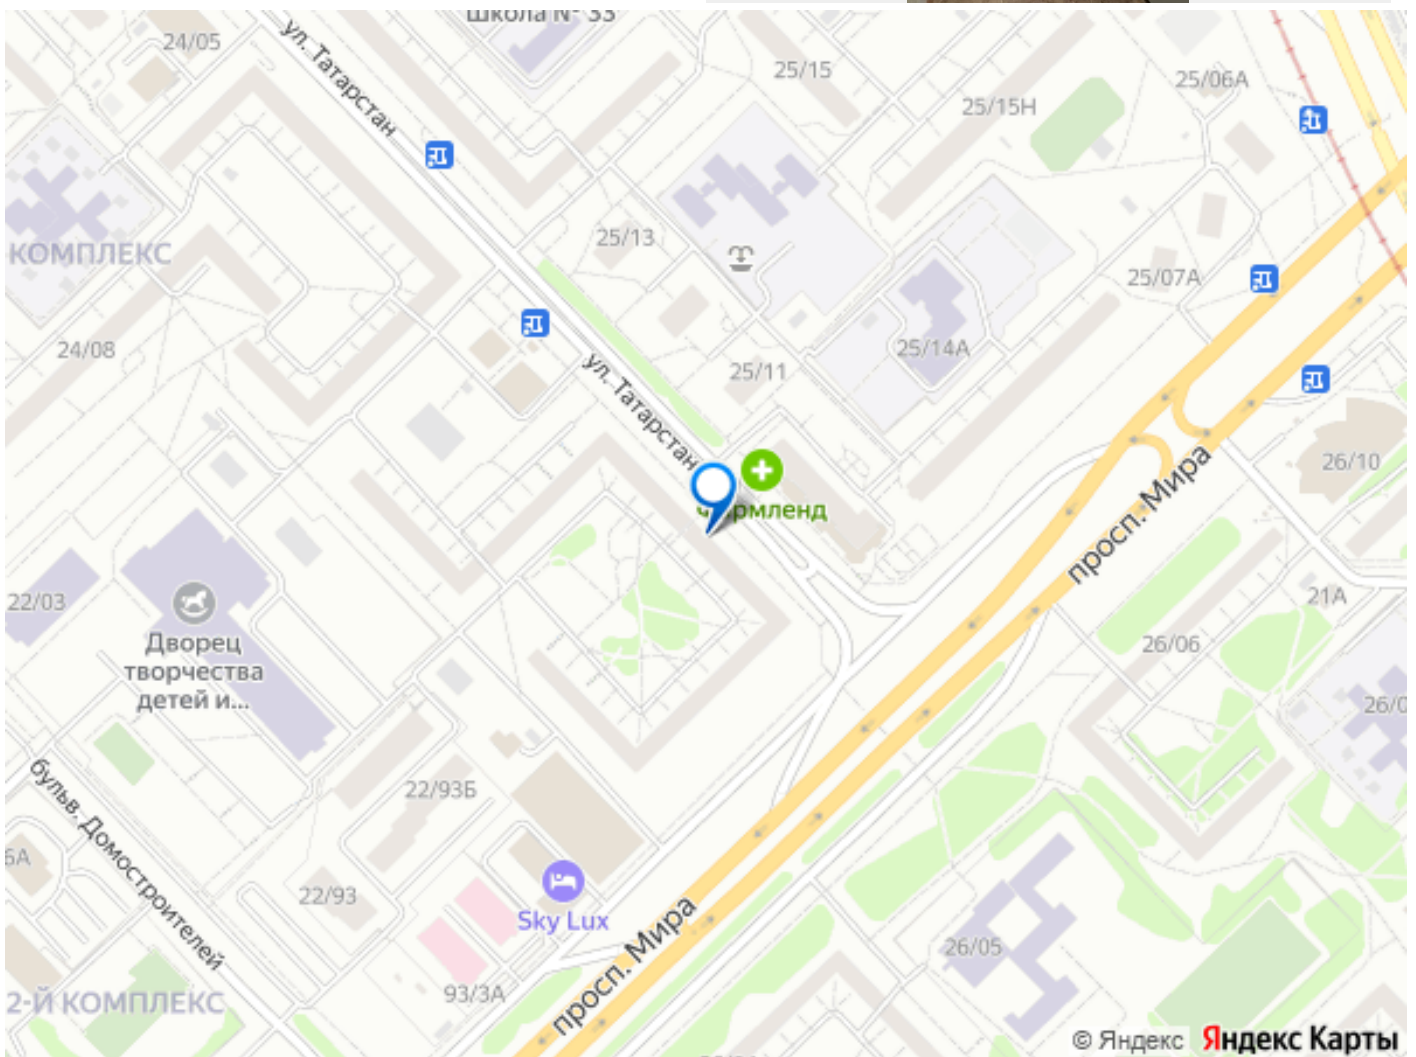 Школа № 33
24/05
ул. Татарстан
25/15
25/06А
25/15Н
25/13
КОМПЛЕКС
25/07А
24/08
25/11
25/14А
ул. Татарстан
26/10
просп. Мира
22/03
21А
Дворец
творчества
детей и...
26/06
26/0
22/93Б
бульв. Домостроителей
22/93
Sky Lux
просп. Мира
26/05
2-й КОМПЛЕКС
93/3А
© Яндекс Яндекс Карты